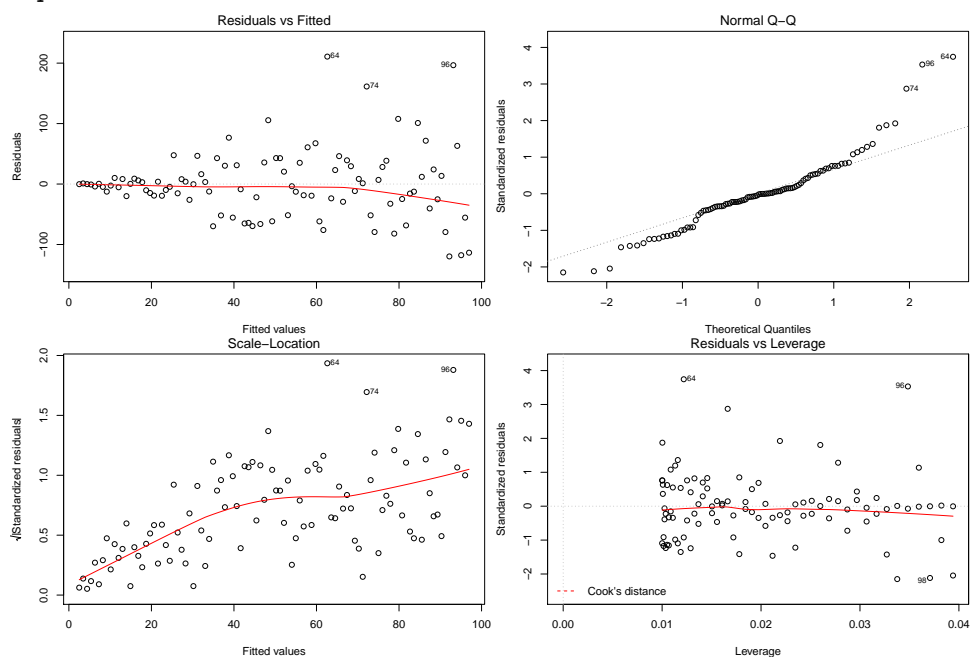 Residuals vs Fitted
Residuals
200
100
0
−100
64
74
96
0 20 40 60 80 100
Fitted values
Normal Q−Q
Standardized residuals
4
3
2
1
0
−1
−2
64
96
74
−2 −1 0 1 2
Theoretical Quantiles
Scale−Location
√|Standardized residuals|
2.0
1.5
1.0
0.5
0.0
64
74
96
0 20 40 60 80 100
Fitted values
Residuals vs Leverage
Standardized residuals
4
3
2
1
0
−1
−2
64
96
98
Cook's distance
0.00 0.01 0.02 0.03 0.04
Leverage